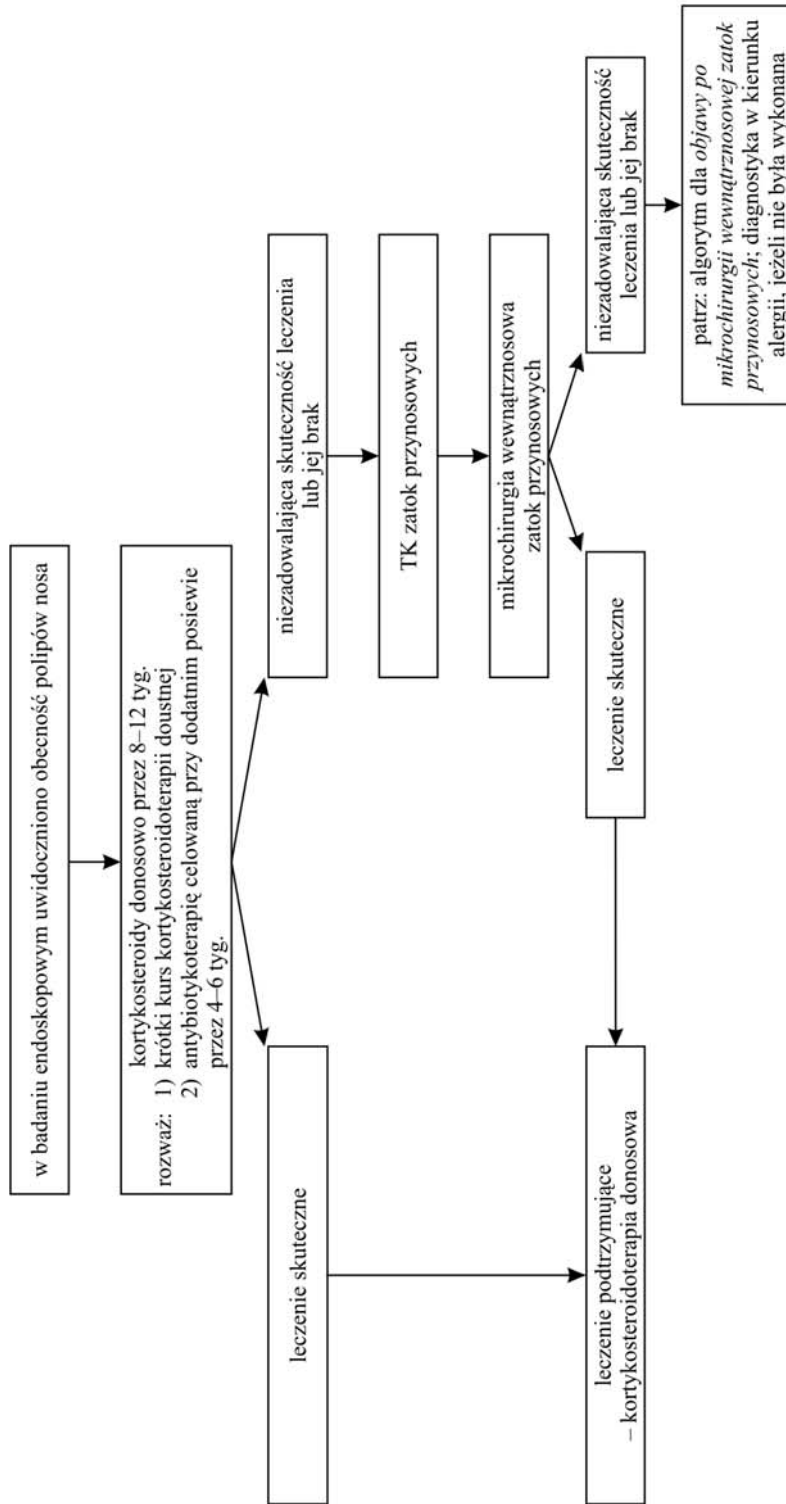 w badaniu endoskopowym uwidoczniono obecność polipów nosa
kortykosteroidy donosowo przez 8–12 tyg.
rozważ: 1) krótki kurs kortykosteroidoterapii doustnej
2) antybiotykoterapię celowaną przy dodatnim posiewie
przez 4–6 tyg.
leczenie skuteczne
niezadowalająca skuteczność leczenia
lub jej brak
TK zatok przynosowych
mikrochirurgia wewnątrznosowa
zatok przynosowych
leczenie podtrzymujące
– kortykosteroidoterapia donosowa
leczenie skuteczne
niezadowalająca skuteczność
leczenia lub jej brak
patrz: algorytm dla objawy po
mikrochirurgii wewnątrznosowej zatok
przynosowych; diagnostyka w kierunku
alergii, jeżeli nie była wykonana